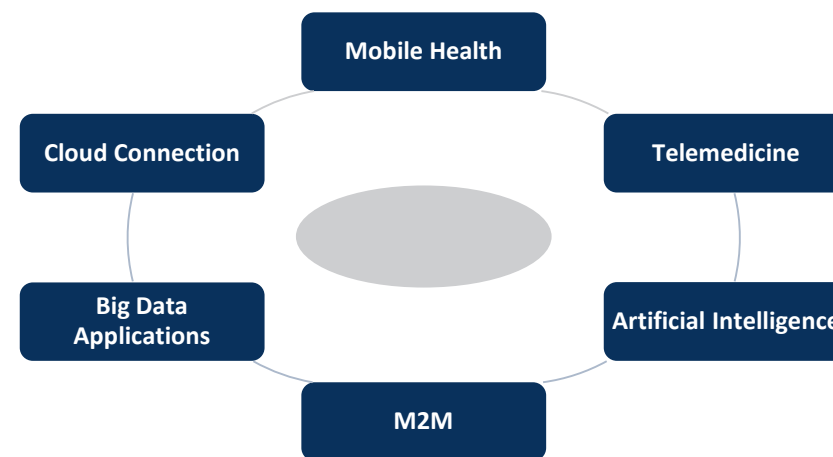 Mobile Health
Cloud Connection
Telemedicine
Big Data
Applications
Artificial Intelligence
M2M